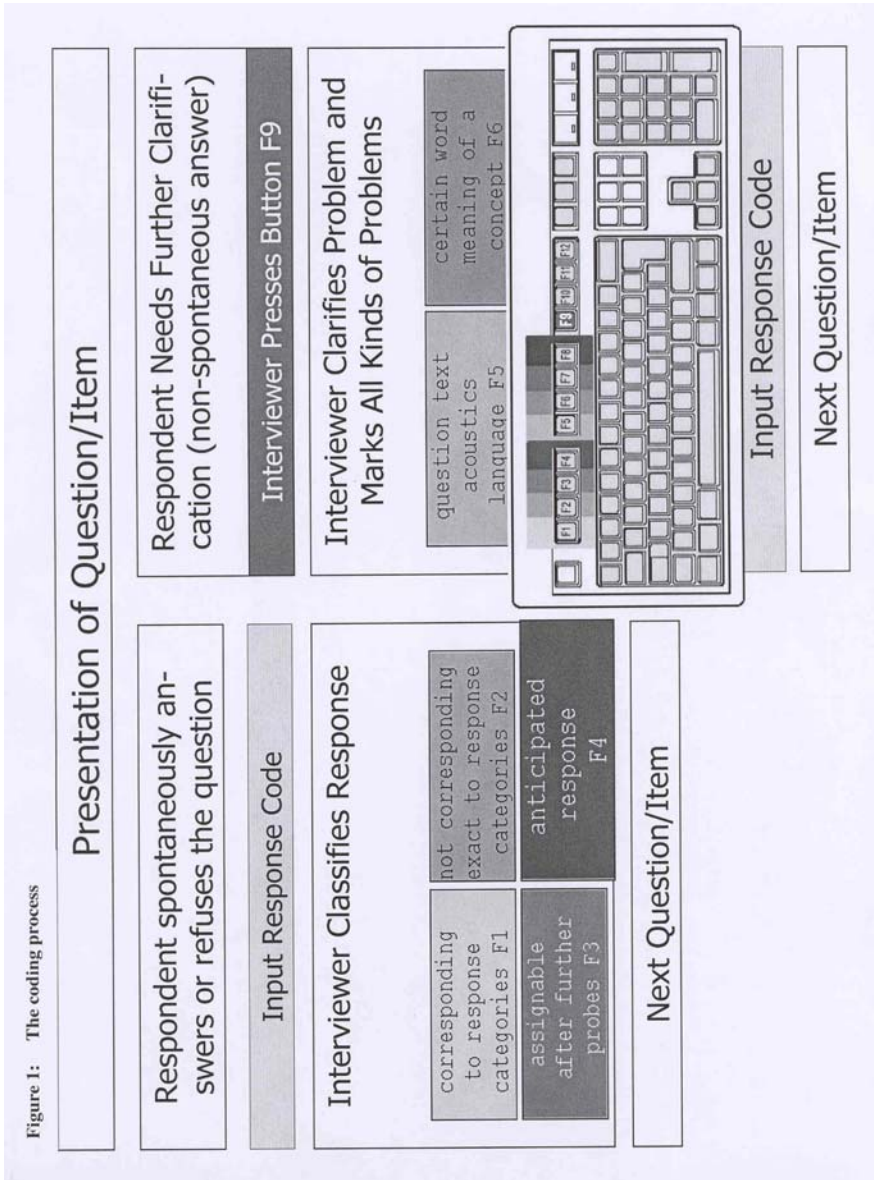 Figure 1: The coding process
Presentation of Question/Item
Respondent spontaneously an-
swers or refuses the question
Input Response Code
Interviewer Classifies Response
corresponding
to response
categories F1
not corresponding
exact to response
categories F2
assignable
after further
probes F3
anticipated
response
F4
Next Question/Item
Respondent Needs Further Clarifi-
cation (non-spontaneous answer)
Interviewer Presses Button F9
Interviewer Clarifies Problem and
Marks All Kinds of Problems
question text
acoustics
language F5
certain word
meaning of a
concept F6
F1 F2 F3 F4 F5 F6 F7 F8 F9 F10 F11 F12
Input Response Code
Next Question/Item